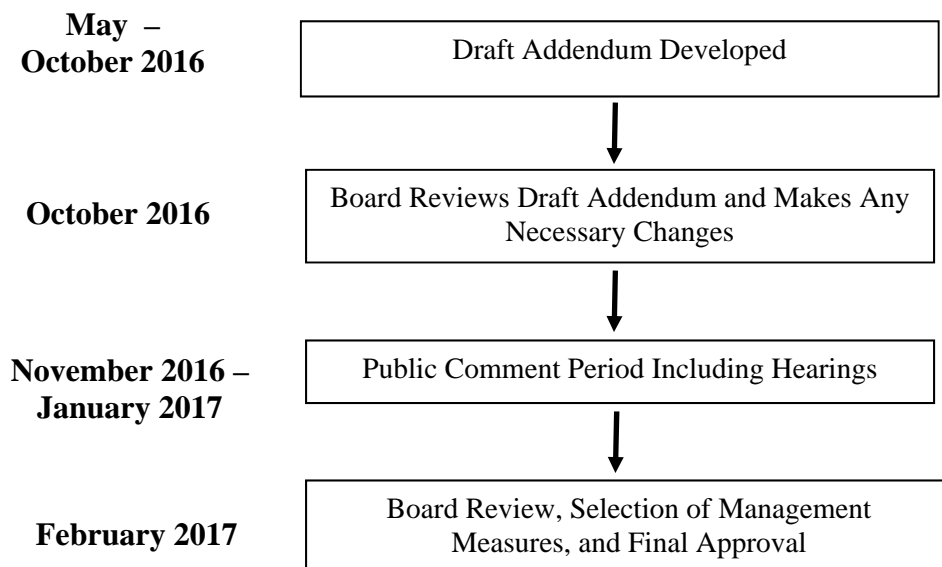 May –
October 2016
Draft Addendum Developed
October 2016
Board Reviews Draft Addendum and Makes Any
Necessary Changes
November 2016 –
January 2017
Public Comment Period Including Hearings
February 2017
Board Review, Selection of Management
Measures, and Final Approval